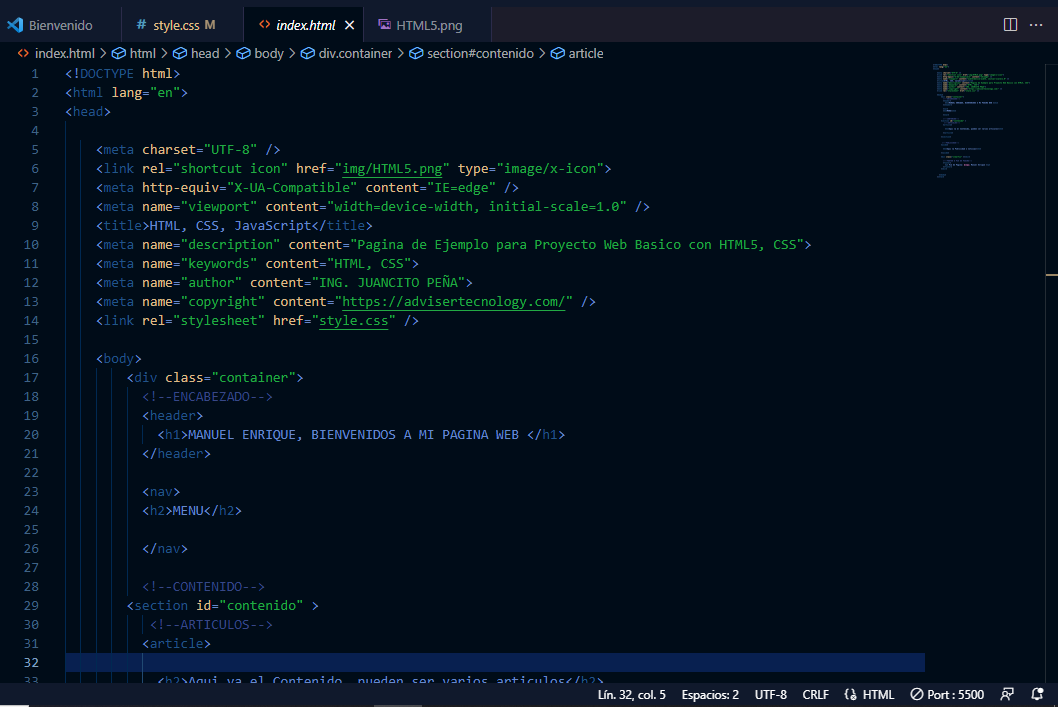 Bienvenido
# style.css M
<> index.html ×
HTML5.png
···
<> index.html > html > head > body > div.container > section#contenido > article
1 <!DOCTYPE html>
2 <html lang="en">
3 <head>
4
5 <meta charset="UTF-8" />
6 <link rel="shortcut icon" href="img/HTML5.png" type="image/x-icon">
7 <meta http-equiv="X-UA-Compatible" content="IE=edge" />
8 <meta name="viewport" content="width=device-width, initial-scale=1.0" />
9 <title>HTML, CSS, JavaScript</title>
10 <meta name="description" content="Pagina de Ejemplo para Proyecto Web Basico con HTML5, CSS">
11 <meta name="keywords" content="HTML, CSS">
12 <meta name="author" content="ING. JUANCITO PEÑA">
13 <meta name="copyright" content="https://advisertecnology.com/" />
14 <link rel="stylesheet" href="style.css" />
15
16 <body>
17 <div class="container">
18 <!--ENCABEZADO-->
19 <header>
20 <h1>MANUEL ENRIQUE, BIENVENIDOS A MI PAGINA WEB </h1>
21 </header>
22
23 <nav>
24 <h2>MENU</h2>
25
26 </nav>
27
28 <!--CONTENIDO-->
29 <section id="contenido" >
30 <!--ARTICULOS-->
31 <article>
32
33 <h2>Aqui va el Contenido, pueden ser varios articulos</h2>
Lín. 32, col. 5 Espacios: 2 UTF-8 CRLF HTML Port : 5500